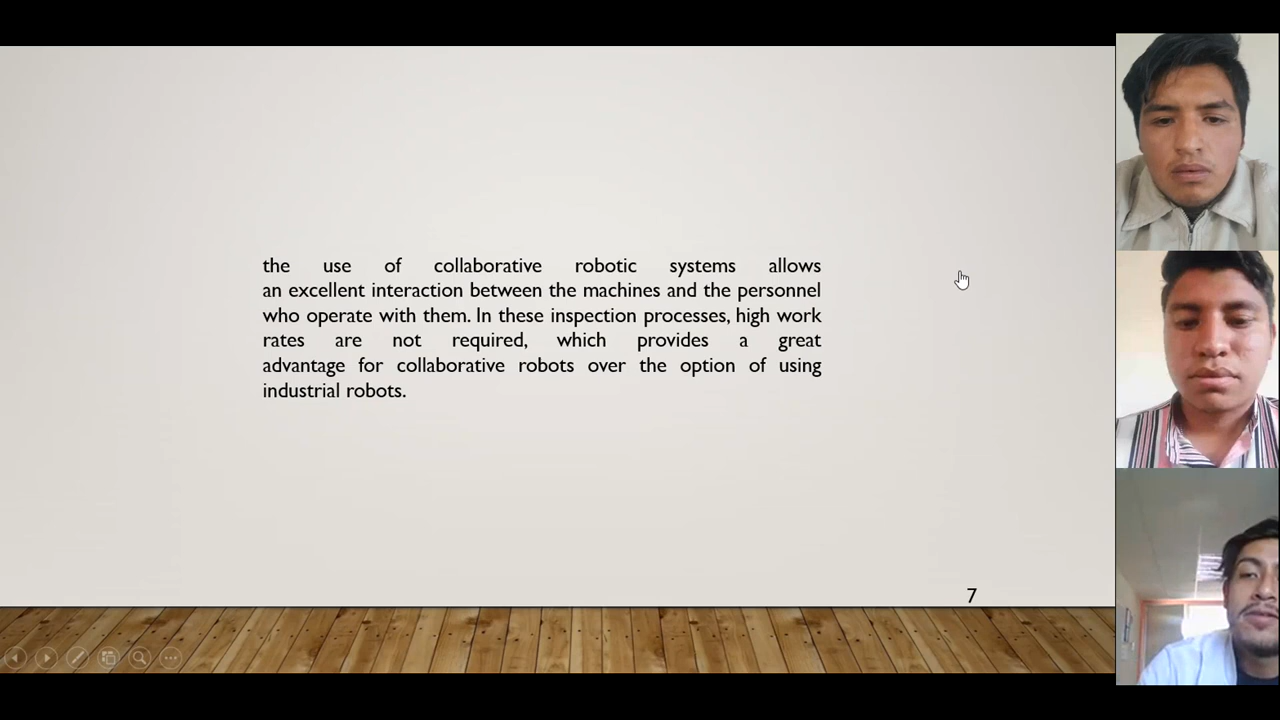 the use of collaborative robotic systems allows
an excellent interaction between the machines and the personnel
who operate with them. In these inspection processes, high work
rates are not required, which provides a great
advantage for collaborative robots over the option of using
industrial robots.
7